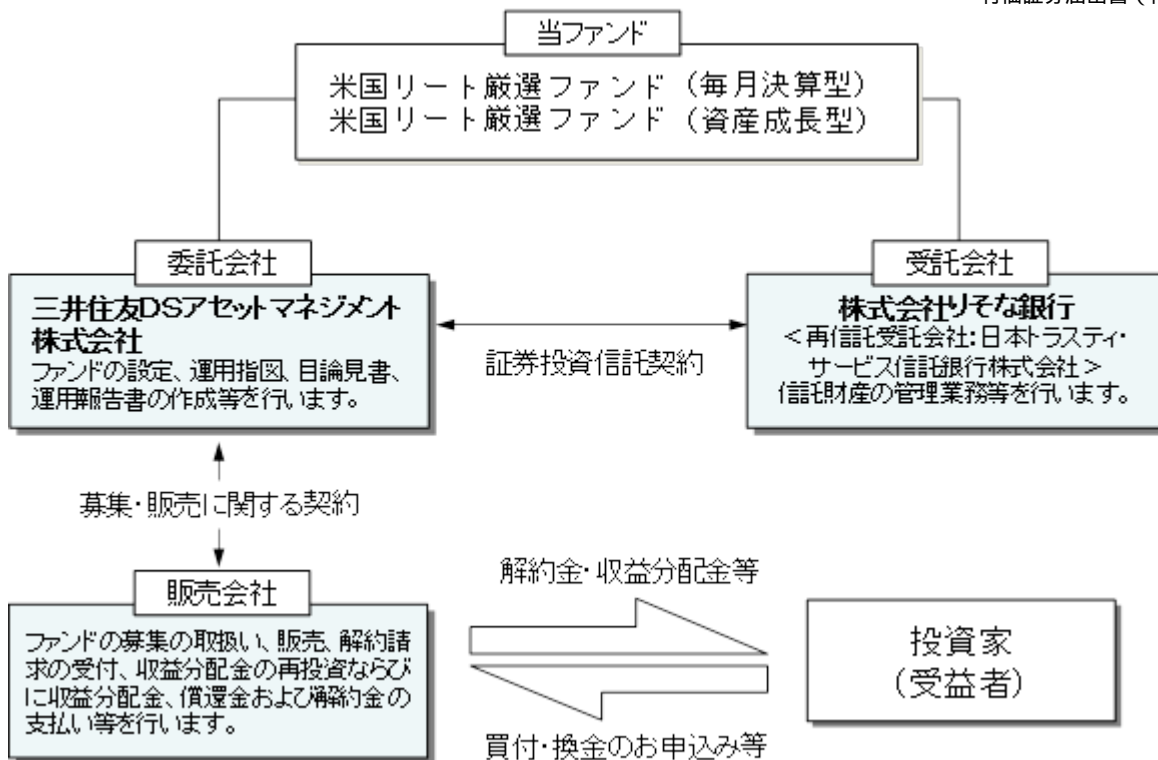 当ファンド
米国リート厳選ファンド（毎月決算型）
米国リート厳選ファンド（資産成長型）
委託会社
三井住友DSアセットマネジメント
株式会社
ファンドの設定、運用指図、目論見書、
運用報告書の作成等を行います。
証券投資信託契約
受託会社
株式会社りそな銀行
＜再信託受託会社：日本トラスティ・
サービス信託銀行株式会社＞
信託財産の管理業務等を行います。
募集・販売に関する契約
販売会社
ファンドの募集の取扱い、販売、解約請
求の受付、収益分配金の再投資ならび
に収益分配金、償還金および解約金の
支払い等を行います。
解約金・収益分配金等
買付・換金のお申込み等
投資家
（受益者）